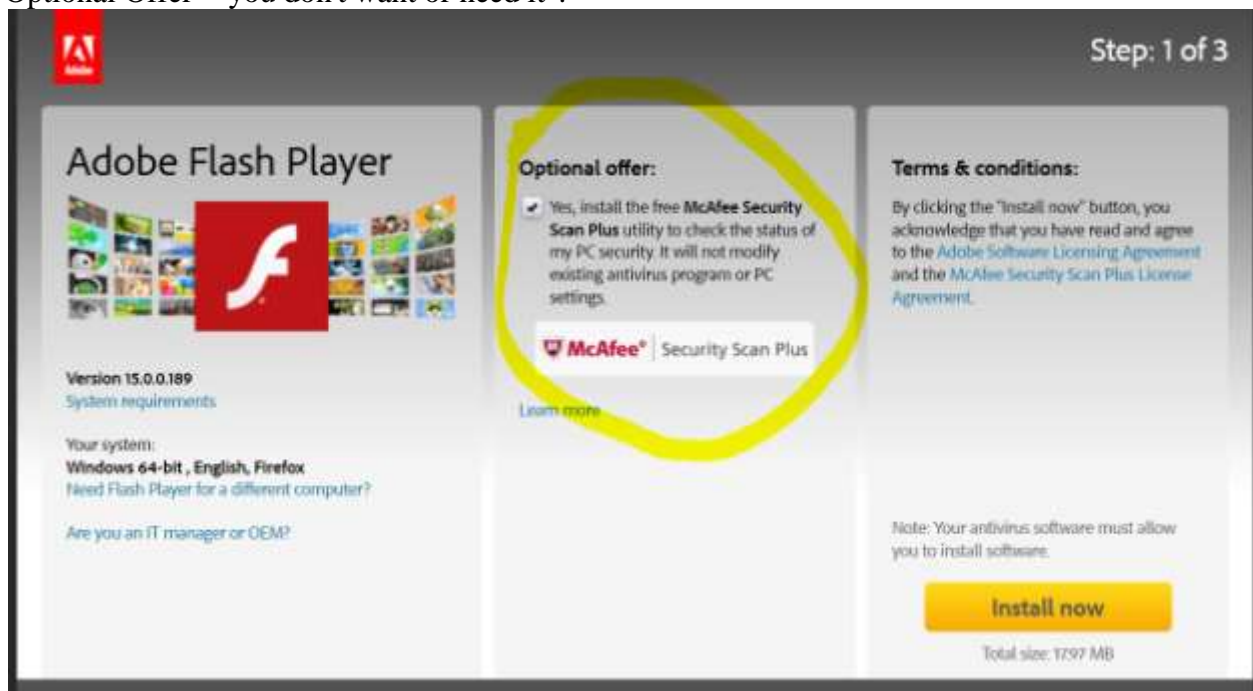 Optional Offer – you don't want or need it".
Adobe
Step: 1 of 3
Adobe Flash Player
Version 15.0.0.189
System requirements
Your system:
Windows 64-bit , English, Firefox
Need Flash Player for a different computer?
Are you an IT manager or OEM?
Optional offer:
Yes, install the free McAfee Security
Scan Plus utility to check the status of
my PC security. It will not modify
existing antivirus program or PC
settings.
McAfee® Security Scan Plus
Learn more
Terms & conditions:
By clicking the "Install now" button, you
acknowledge that you have read and agree
to the Adobe Software Licensing Agreement
and the McAfee Security Scan Plus License
Agreement.
Note: Your antivirus software must allow
you to install software.
Install now
Total size: 17.97 MB